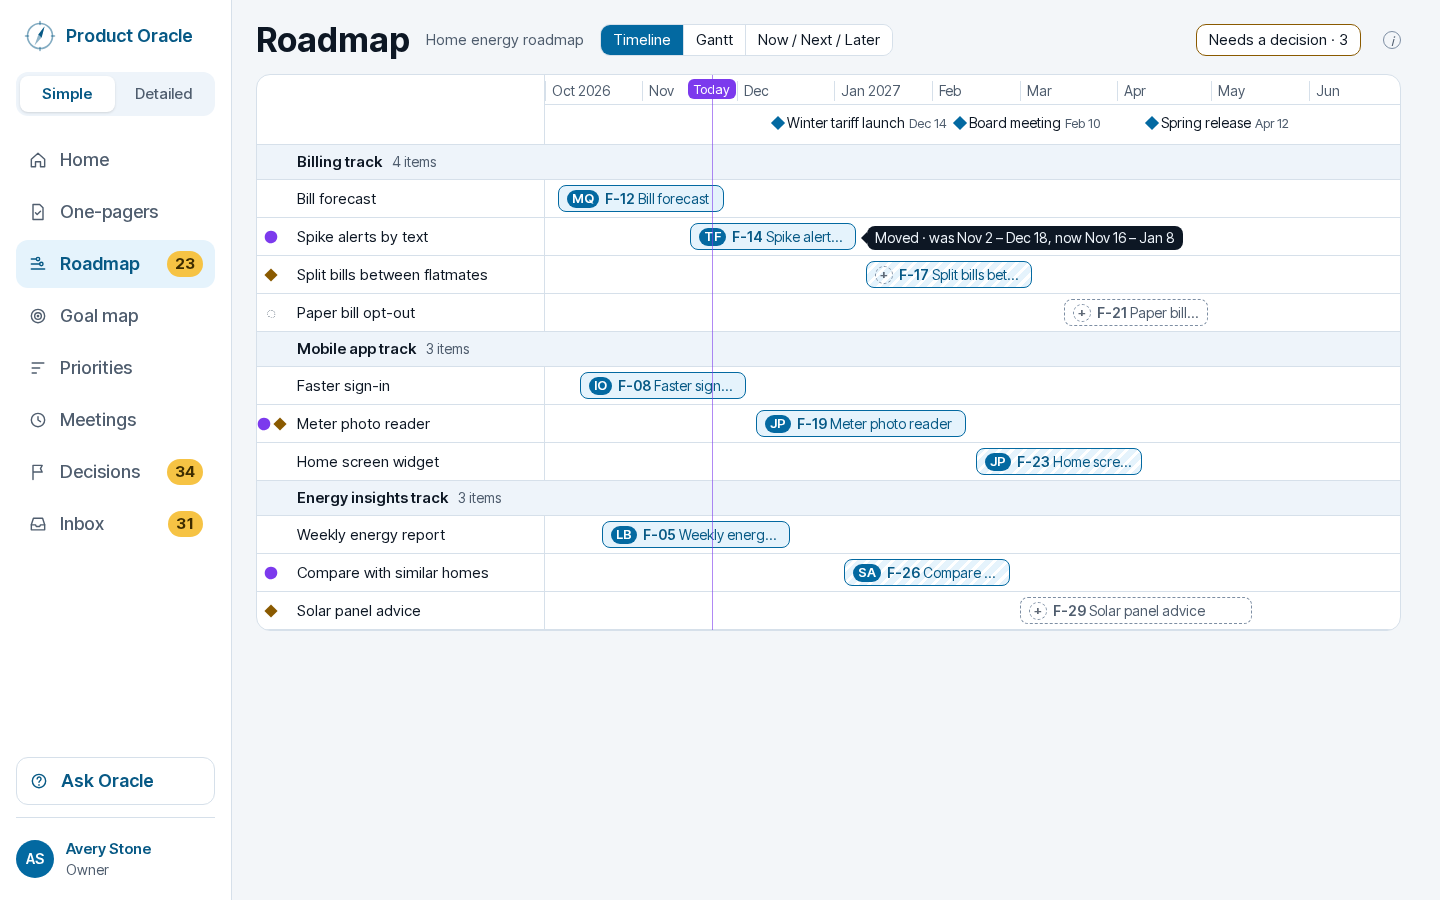 Product Oracle
Simple Detailed
Home
One-pagers
Roadmap 23
Goal map
Priorities
Meetings
Decisions 34
Inbox 31
Ask Oracle
AS Avery Stone
Owner
Roadmap Home energy roadmap Timeline Gantt Now / Next / Later Needs a decision · 3 i
Oct 2026 Nov Today Dec Jan 2027 Feb Mar Apr May Jun
Winter tariff launch Dec 14 Board meeting Feb 10 Spring release Apr 12
Billing track 4 items
Bill forecast MQ F-12 Bill forecast
Spike alerts by text TF F-14 Spike alert… Moved · was Nov 2 – Dec 18, now Nov 16 – Jan 8
Split bills between flatmates + F-17 Split bills bet…
Paper bill opt-out + F-21 Paper bill…
Mobile app track 3 items
Faster sign-in IO F-08 Faster sign…
Meter photo reader JP F-19 Meter photo reader
Home screen widget JP F-23 Home scre…
Energy insights track 3 items
Weekly energy report LB F-05 Weekly energ…
Compare with similar homes SA F-26 Compare …
Solar panel advice + F-29 Solar panel advice